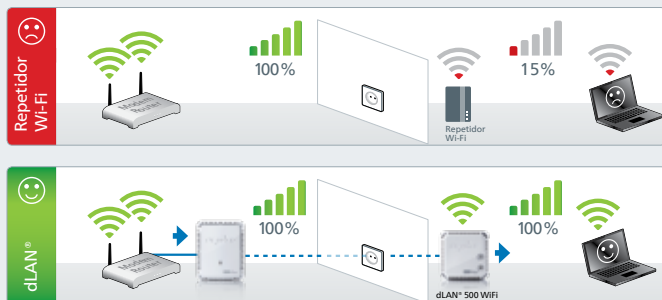 Repetidor
Wi-Fi
Modem
Router
100%
Repetidor
Wi-Fi
15%
dLAN®
Modem
Router
100%
dLAN® 500 WiFi
100%